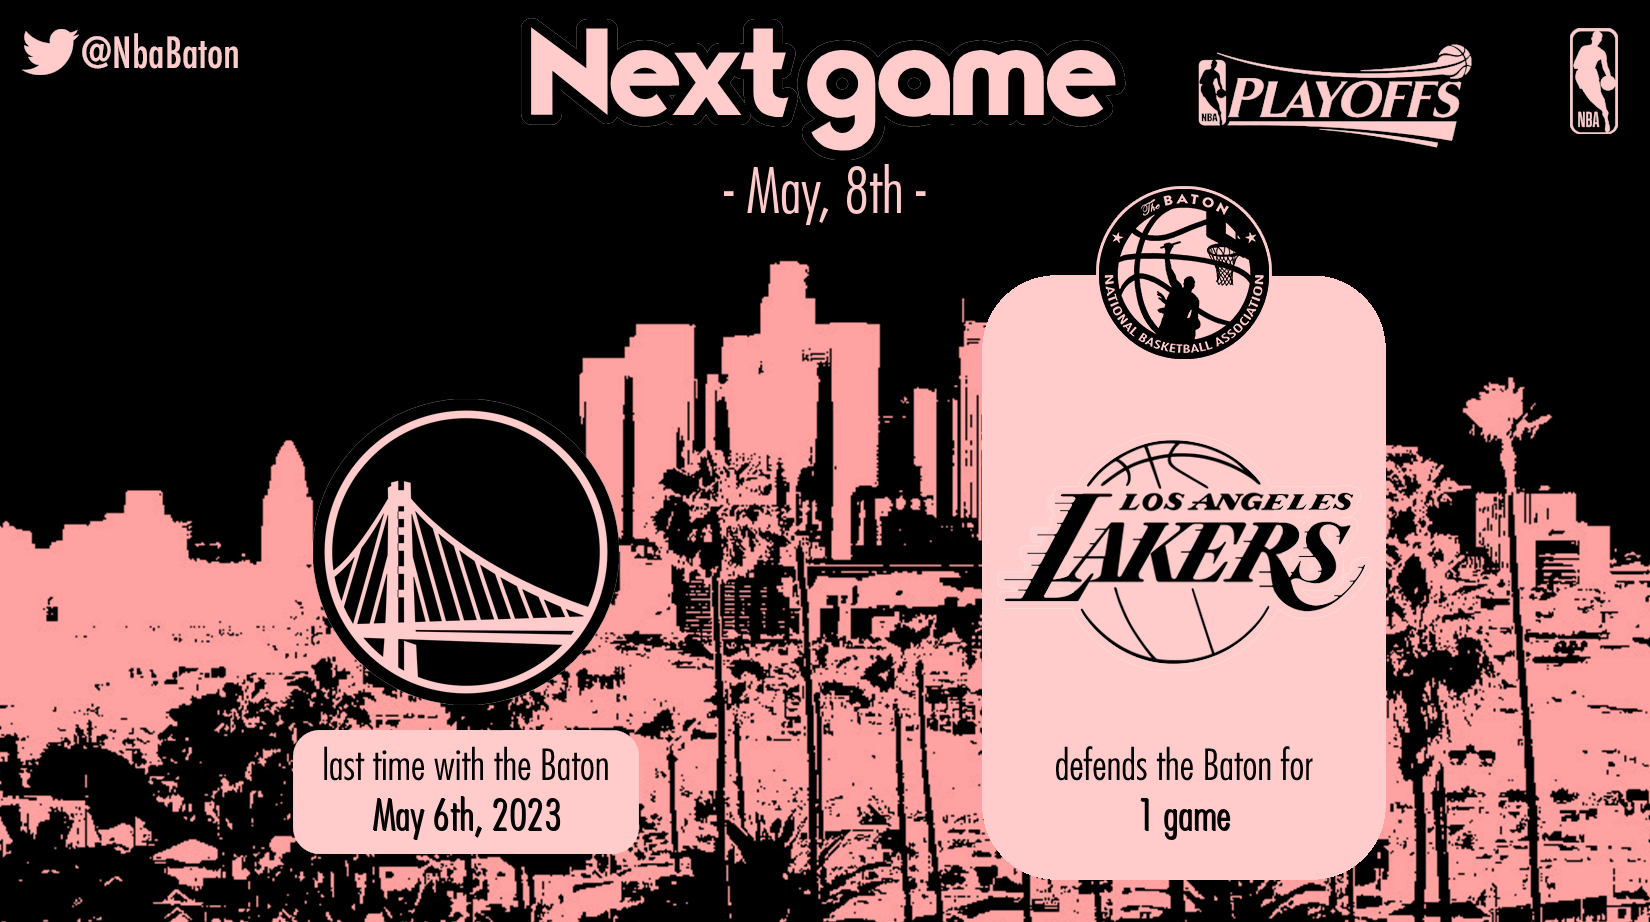 @NbaBaton
Next game
NBA
PLAYOFFS
NBA
- May, 8th -
The BATON
NATIONAL BASKETBALL ASSOCIATION
LOS ANGELES
LAKERS
last time with the Baton
May 6th, 2023
defends the Baton for
1 game